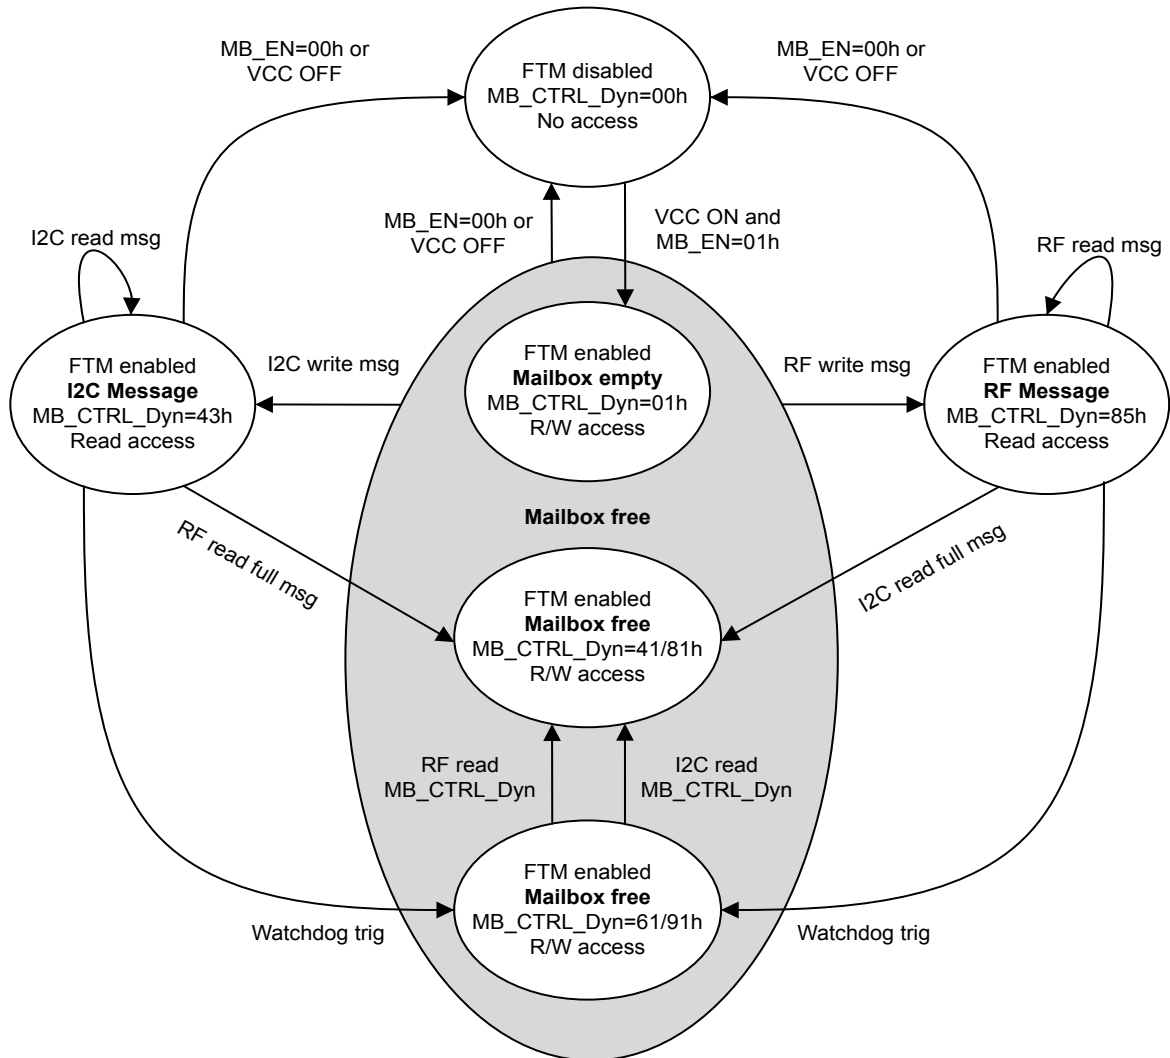 MB_EN=00h or
VCC OFF
FTM disabled
MB_CTRL_Dyn=00h
No access
MB_EN=00h or
VCC OFF
MB_EN=00h or
VCC OFF
VCC ON and
MB_EN=01h
I2C read msg
RF read msg
FTM enabled
I2C Message
MB_CTRL_Dyn=43h
Read access
I2C write msg
FTM enabled
Mailbox empty
MB_CTRL_Dyn=01h
R/W access
RF write msg
FTM enabled
RF Message
MB_CTRL_Dyn=85h
Read access
Mailbox free
RF read full msg
I2C read full msg
FTM enabled
Mailbox free
MB_CTRL_Dyn=41/81h
R/W access
RF read
MB_CTRL_Dyn
I2C read
MB_CTRL_Dyn
FTM enabled
Mailbox free
MB_CTRL_Dyn=61/91h
R/W access
Watchdog trig
Watchdog trig